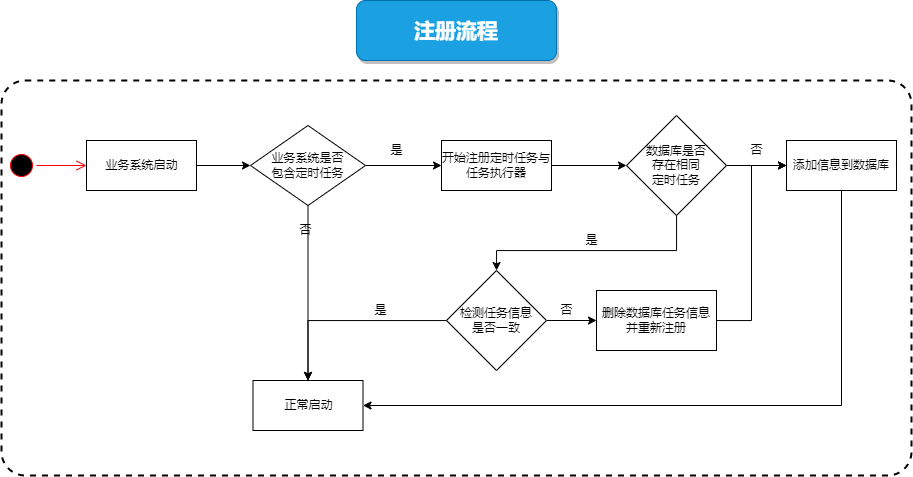 注册流程
业务系统启动
业务系统是否
包含定时任务
是
开始注册定时任务与
任务执行器
数据库是否
存在相同
定时任务
否
添加信息到数据库
否
是
检测任务信息
是否一致
是
否
删除数据库任务信息
并重新注册
正常启动